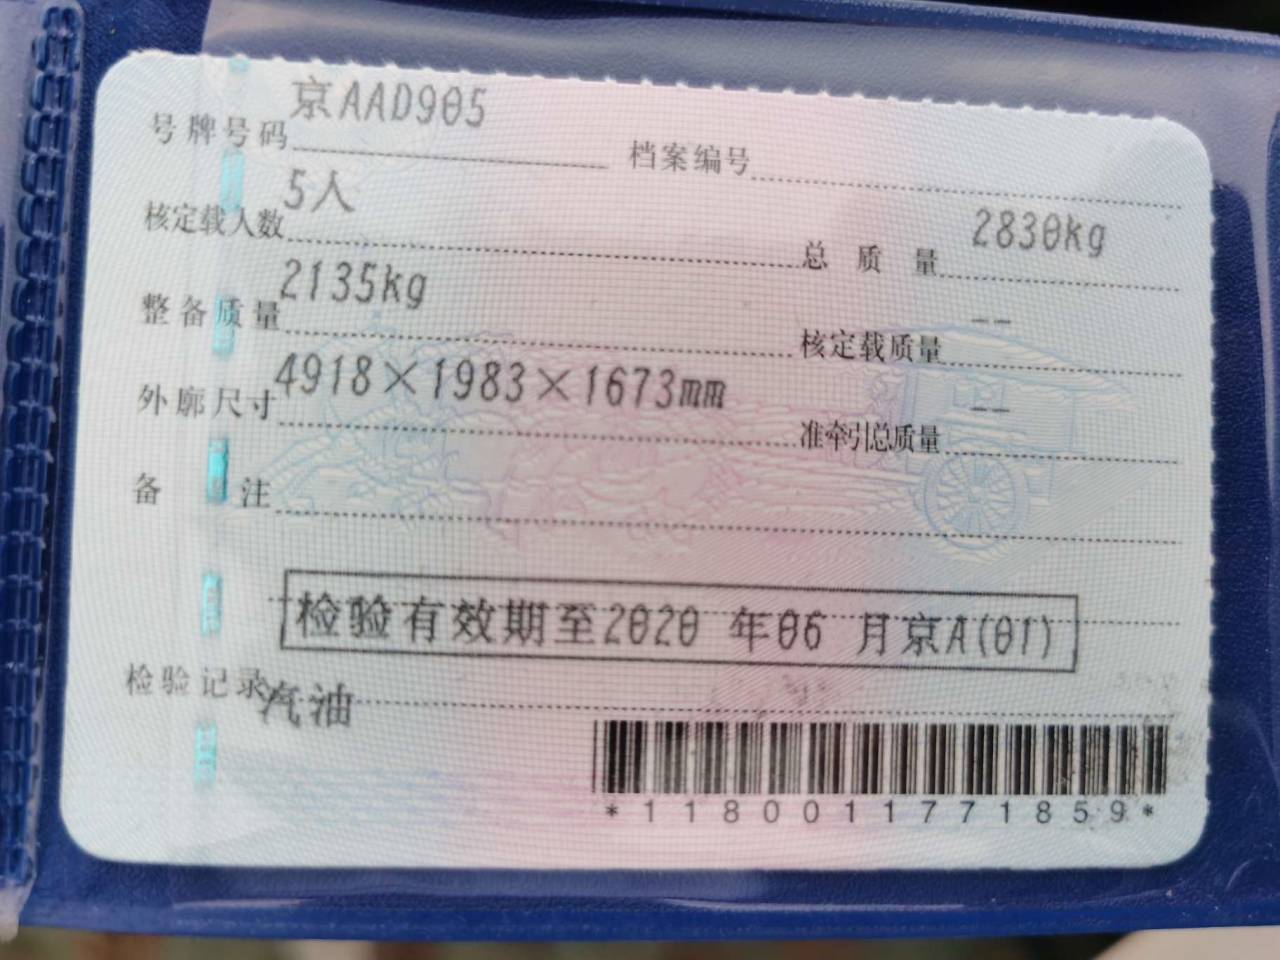 号牌号码 京AAD905 档案编号
核定载人数 5人 总质量 2830kg
整备质量 2135kg 核定载质量 --
外廓尺寸 4918×1983×1673mm 准牵引总质量 --
备注
检验有效期至2020 年06 月京A(01)
检验记录 汽油
*1180011771859*